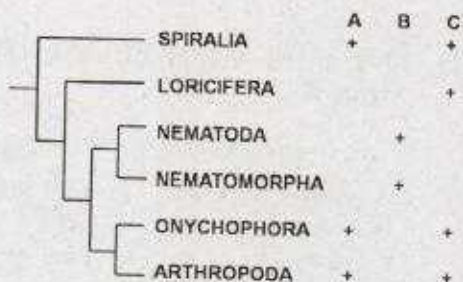 A B C
SPIRALIA + +
LORICIFERA +
NEMATODA +
NEMATOMORPHA +
ONYCHOPHORA + +
ARTHROPODA + +